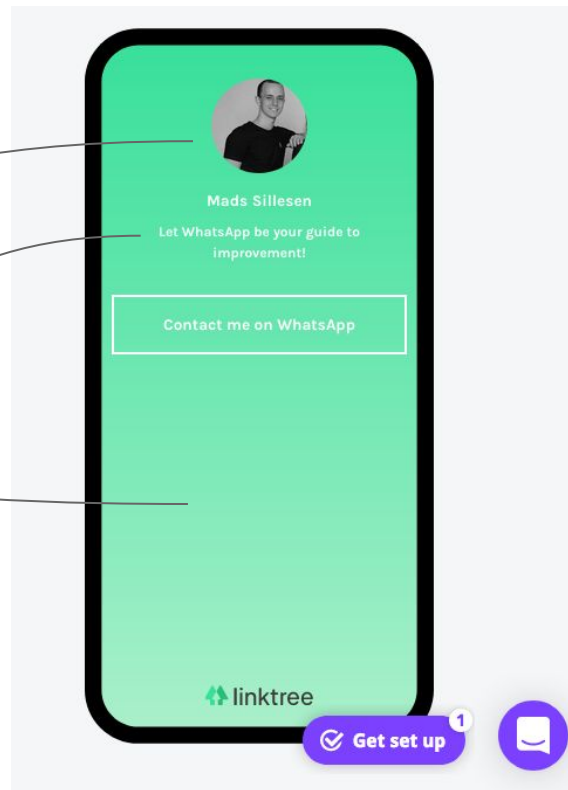 Mads Sillesen
Let WhatsApp be your guide to
improvement!
Contact me on WhatsApp
linktree
Get set up
1